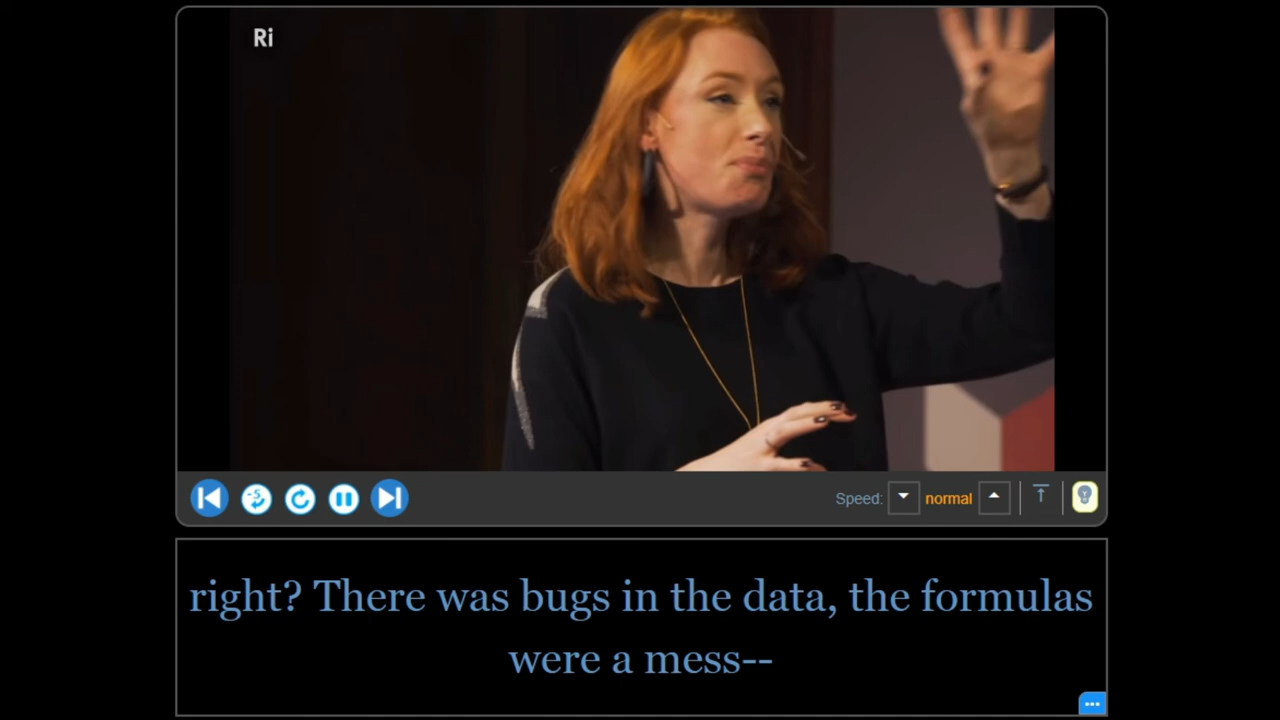 Ri
Speed: normal
right? There was bugs in the data, the formulas
were a mess--